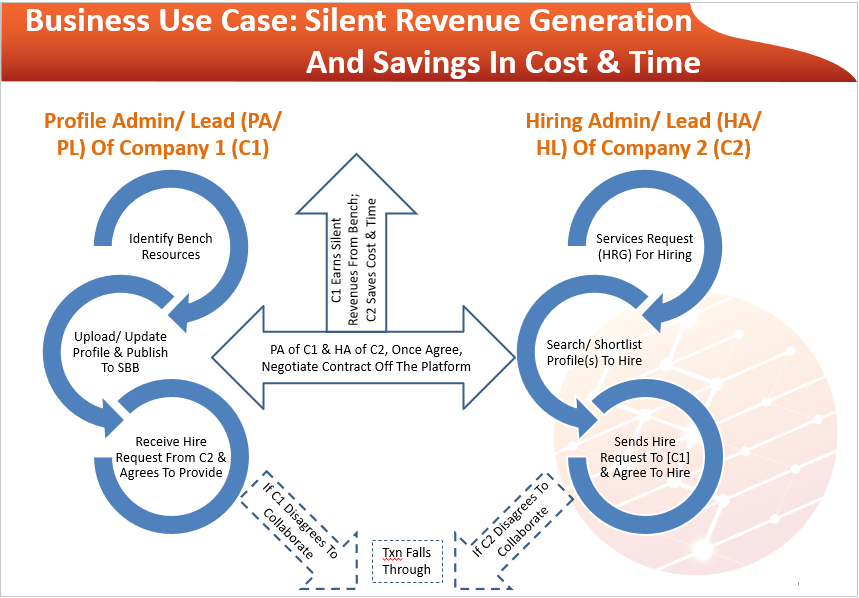 Business Use Case: Silent Revenue Generation
And Savings In Cost & Time
Profile Admin/ Lead (PA/
PL) Of Company 1 (C1)
Hiring Admin/ Lead (HA/
HL) Of Company 2 (C2)
Identify Bench
Resources
Upload/ Update
Profile & Publish
To SBB
Receive Hire
Request From C2 &
Agrees To Provide
C1 Earns Silent
Revenues From Bench;
C2 Saves Cost & Time
PA of C1 & HA of C2, Once Agree,
Negotiate Contract Off The Platform
Services Request
(HRG) For Hiring
Search/ Shortlist
Profile(s) To Hire
Sends Hire
Request To [C1]
& Agree To Hire
If C1 Disagrees To
Collaborate
Txn Falls
Through
If C2 Disagrees To
Collaborate